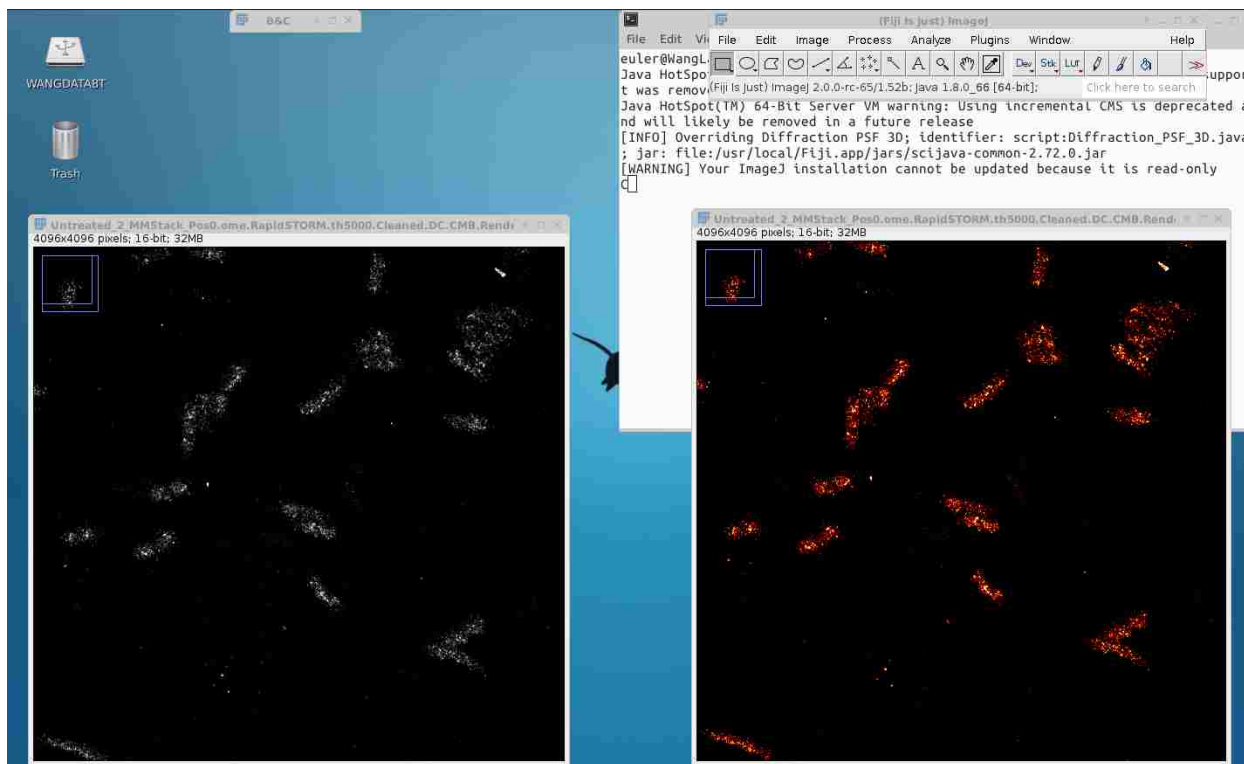 B&C
WANGDATA8T
Trash
File Edit Vi
euler@WangL
Java HotSpo
t was remov
Java HotSpot(TM) 64-Bit Server VM warning: Using incremental CMS is deprecated a
nd will likely be removed in a future release
[INFO] Overriding Diffraction PSF 3D; identifier: script:Diffraction_PSF_3D.java
; jar: file:/usr/local/Fiji.app/jars/scijava-common-2.72.0.jar
[WARNING] Your ImageJ installation cannot be updated because it is read-only
C
(Fiji Is Just) ImageJ
File Edit Image Process Analyze Plugins Window Help
A Dev Stk LUT >>
(Fiji Is Just) ImageJ 2.0.0-rc-65/1.52b; Java 1.8.0_66 [64-bit]; Click here to search
suppor
Untreated_2_MMStack_Pos0.ome.RapidSTORM.th5000.Cleaned.DC.CMB.Rend
4096x4096 pixels; 16-bit; 32MB
Untreated_2_MMStack_Pos0.ome.RapidSTORM.th5000.Cleaned.DC.CMB.Rend
4096x4096 pixels; 16-bit; 32MB